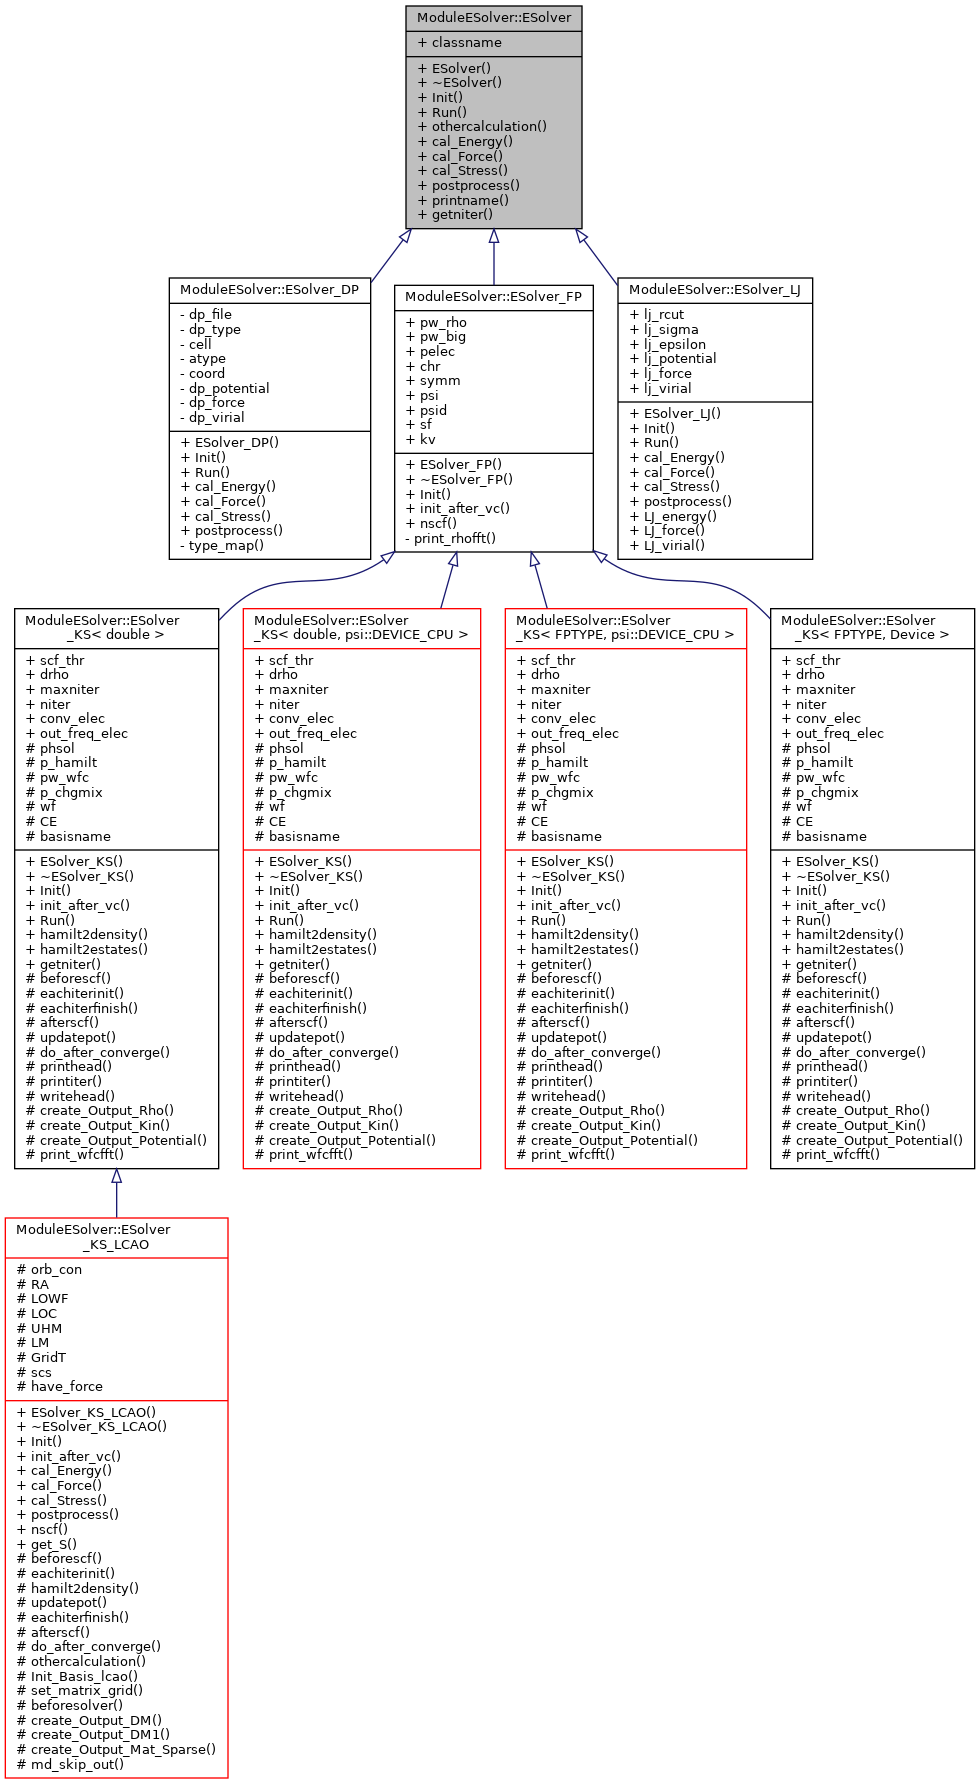 ModuleESolver::ESolver
+ classname
+ ESolver()
+ ~ESolver()
+ Init()
+ Run()
+ othercalculation()
+ cal_Energy()
+ cal_Force()
+ cal_Stress()
+ postprocess()
+ printname()
+ getniter()
ModuleESolver::ESolver_DP
- dp_file
- dp_type
- cell
- atype
- coord
- dp_potential
- dp_force
- dp_virial
+ ESolver_DP()
+ Init()
+ Run()
+ cal_Energy()
+ cal_Force()
+ cal_Stress()
+ postprocess()
- type_map()
ModuleESolver::ESolver_FP
+ pw_rho
+ pw_big
+ pelec
+ chr
+ symm
+ psi
+ psid
+ sf
+ kv
+ ESolver_FP()
+ ~ESolver_FP()
+ Init()
+ init_after_vc()
+ nscf()
- print_rhofft()
ModuleESolver::ESolver_LJ
+ lj_rcut
+ lj_sigma
+ lj_epsilon
+ lj_potential
+ lj_force
+ lj_virial
+ ESolver_LJ()
+ Init()
+ Run()
+ cal_Energy()
+ cal_Force()
+ cal_Stress()
+ postprocess()
+ LJ_energy()
+ LJ_force()
+ LJ_virial()
ModuleESolver::ESolver
_KS< double >
+ scf_thr
+ drho
+ maxniter
+ niter
+ conv_elec
+ out_freq_elec
# phsol
# p_hamilt
# pw_wfc
# p_chgmix
# wf
# CE
# basisname
+ ESolver_KS()
+ ~ESolver_KS()
+ Init()
+ init_after_vc()
+ Run()
+ hamilt2density()
+ hamilt2estates()
+ getniter()
# beforescf()
# eachiterinit()
# eachiterfinish()
# afterscf()
# updatepot()
# do_after_converge()
# printhead()
# printiter()
# writehead()
# create_Output_Rho()
# create_Output_Kin()
# create_Output_Potential()
# print_wfcfft()
ModuleESolver::ESolver
_KS< double, psi::DEVICE_CPU >
+ scf_thr
+ drho
+ maxniter
+ niter
+ conv_elec
+ out_freq_elec
# phsol
# p_hamilt
# pw_wfc
# p_chgmix
# wf
# CE
# basisname
+ ESolver_KS()
+ ~ESolver_KS()
+ Init()
+ init_after_vc()
+ Run()
+ hamilt2density()
+ hamilt2estates()
+ getniter()
# beforescf()
# eachiterinit()
# eachiterfinish()
# afterscf()
# updatepot()
# do_after_converge()
# printhead()
# printiter()
# writehead()
# create_Output_Rho()
# create_Output_Kin()
# create_Output_Potential()
# print_wfcfft()
ModuleESolver::ESolver
_KS< FPTYPE, psi::DEVICE_CPU >
+ scf_thr
+ drho
+ maxniter
+ niter
+ conv_elec
+ out_freq_elec
# phsol
# p_hamilt
# pw_wfc
# p_chgmix
# wf
# CE
# basisname
+ ESolver_KS()
+ ~ESolver_KS()
+ Init()
+ init_after_vc()
+ Run()
+ hamilt2density()
+ hamilt2estates()
+ getniter()
# beforescf()
# eachiterinit()
# eachiterfinish()
# afterscf()
# updatepot()
# do_after_converge()
# printhead()
# printiter()
# writehead()
# create_Output_Rho()
# create_Output_Kin()
# create_Output_Potential()
# print_wfcfft()
ModuleESolver::ESolver
_KS< FPTYPE, Device >
+ scf_thr
+ drho
+ maxniter
+ niter
+ conv_elec
+ out_freq_elec
# phsol
# p_hamilt
# pw_wfc
# p_chgmix
# wf
# CE
# basisname
+ ESolver_KS()
+ ~ESolver_KS()
+ Init()
+ init_after_vc()
+ Run()
+ hamilt2density()
+ hamilt2estates()
+ getniter()
# beforescf()
# eachiterinit()
# eachiterfinish()
# afterscf()
# updatepot()
# do_after_converge()
# printhead()
# printiter()
# writehead()
# create_Output_Rho()
# create_Output_Kin()
# create_Output_Potential()
# print_wfcfft()
ModuleESolver::ESolver
_KS_LCAO
# orb_con
# RA
# LOWF
# LOC
# UHM
# LM
# GridT
# scs
# have_force
+ ESolver_KS_LCAO()
+ ~ESolver_KS_LCAO()
+ Init()
+ init_after_vc()
+ cal_Energy()
+ cal_Force()
+ cal_Stress()
+ postprocess()
+ nscf()
+ get_S()
# beforescf()
# eachiterinit()
# hamilt2density()
# updatepot()
# eachiterfinish()
# afterscf()
# do_after_converge()
# othercalculation()
# Init_Basis_lcao()
# set_matrix_grid()
# beforesolver()
# create_Output_DM()
# create_Output_DM1()
# create_Output_Mat_Sparse()
# md_skip_out()